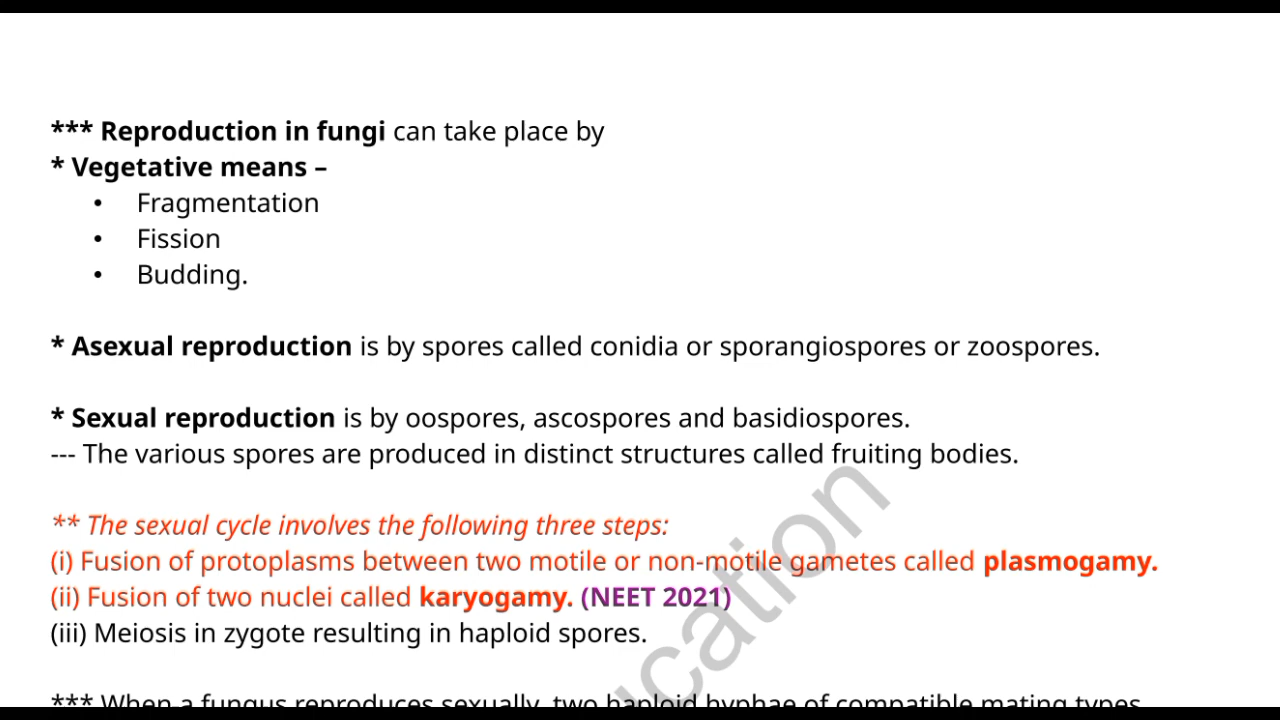 *** Reproduction in fungi can take place by
* Vegetative means –
• Fragmentation
• Fission
• Budding.
* Asexual reproduction is by spores called conidia or sporangiospores or zoospores.
* Sexual reproduction is by oospores, ascospores and basidiospores.
--- The various spores are produced in distinct structures called fruiting bodies.
** The sexual cycle involves the following three steps:
(i) Fusion of protoplasms between two motile or non-motile gametes called plasmogamy.
(ii) Fusion of two nuclei called karyogamy. (NEET 2021)
(iii) Meiosis in zygote resulting in haploid spores.
*** When a fungus reproduces sexually, two haploid hyphae of compatible mating types